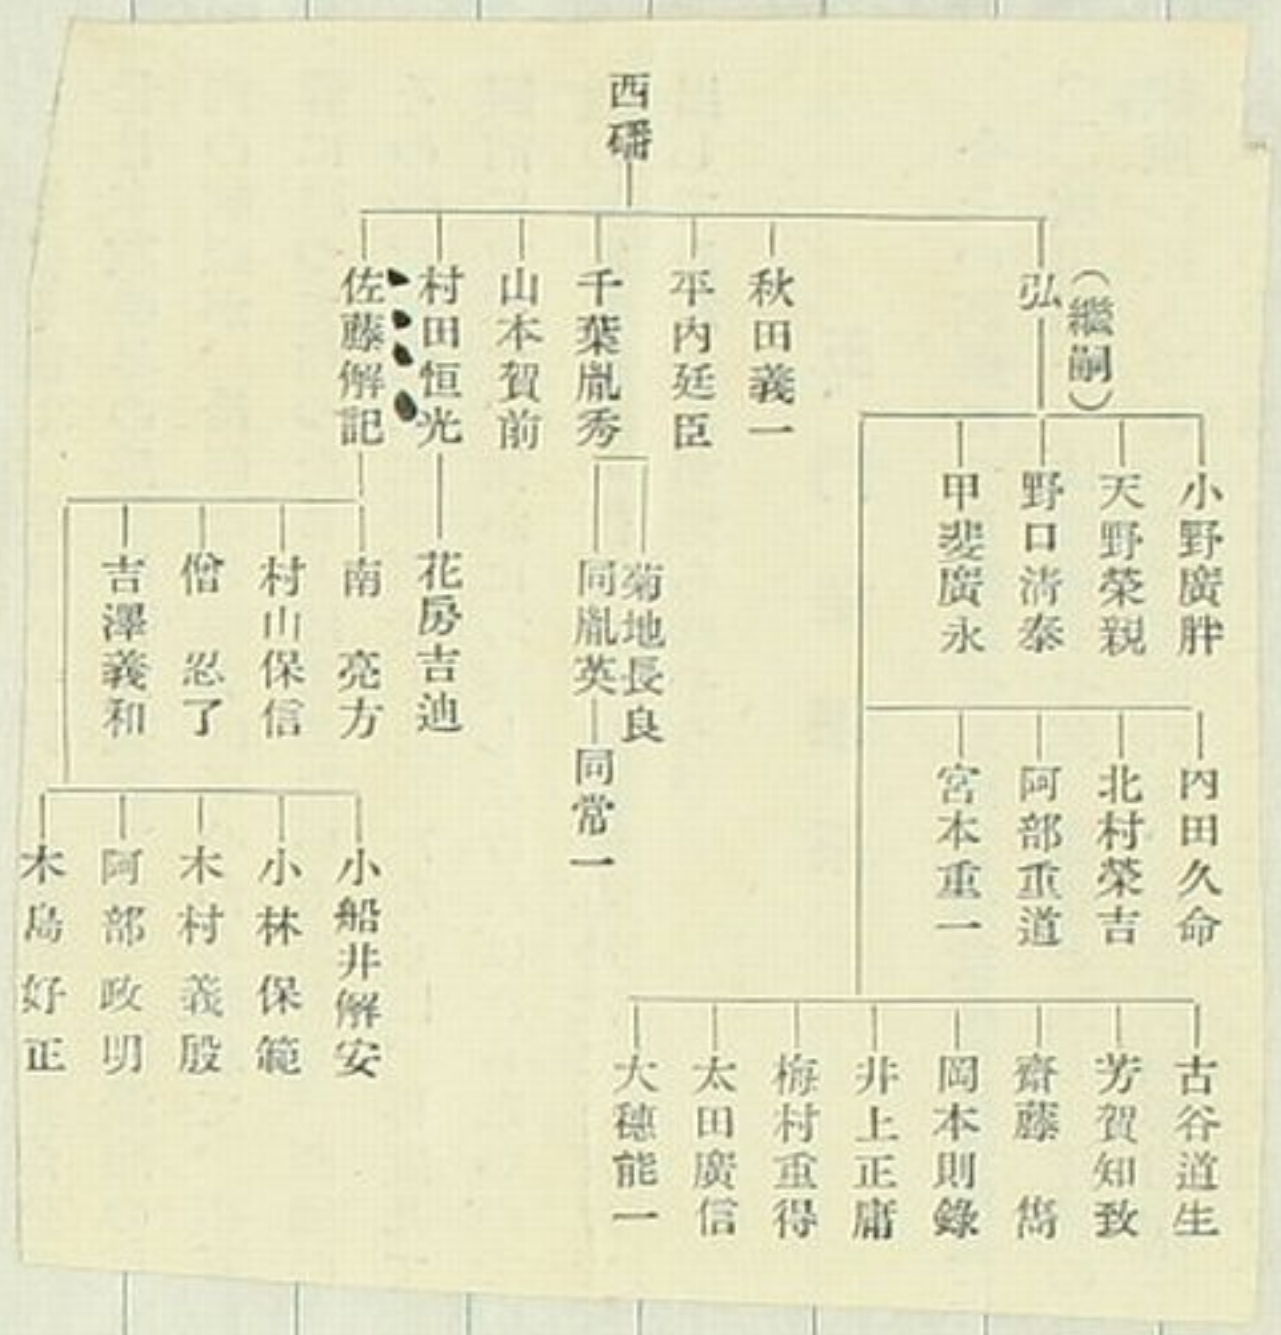 西磻
(繼嗣)
弘
秋田義一
平內廷臣
千葉胤秀
山本賀前
村田恒光
佐藤解記
小野廣胖
天野榮親
野口清泰
甲斐廣永
內田久命
北村榮吉
阿部重道
宮本重一
古谷道生
芳賀知致
齋藤 雋
岡本則錄
井上正庸
梅村重得
太田廣信
大穗能一
菊地長良
同胤英
同常一
花房吉迪
南 亮方
村山保信
僧 忍了
吉澤義和
小船井解安
小林保範
木村義殷
阿部政明
木島好正